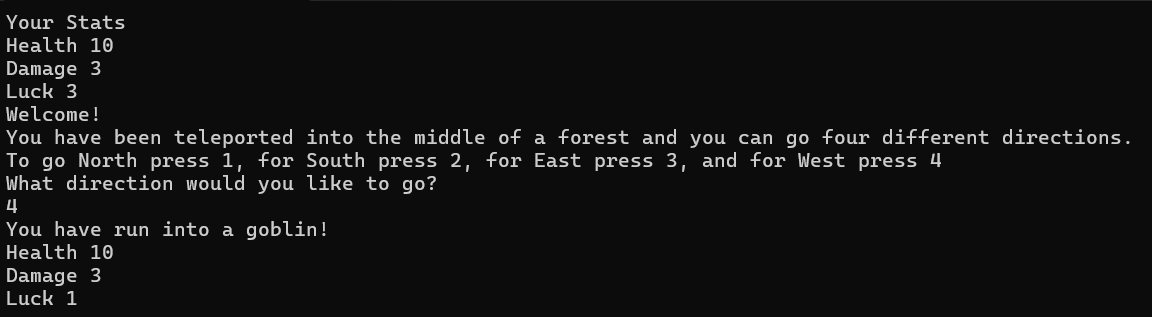 Your Stats
Health 10
Damage 3
Luck 3
Welcome!
You have been teleported into the middle of a forest and you can go four different directions.
To go North press 1, for South press 2, for East press 3, and for West press 4
What direction would you like to go?
4
You have run into a goblin!
Health 10
Damage 3
Luck 1